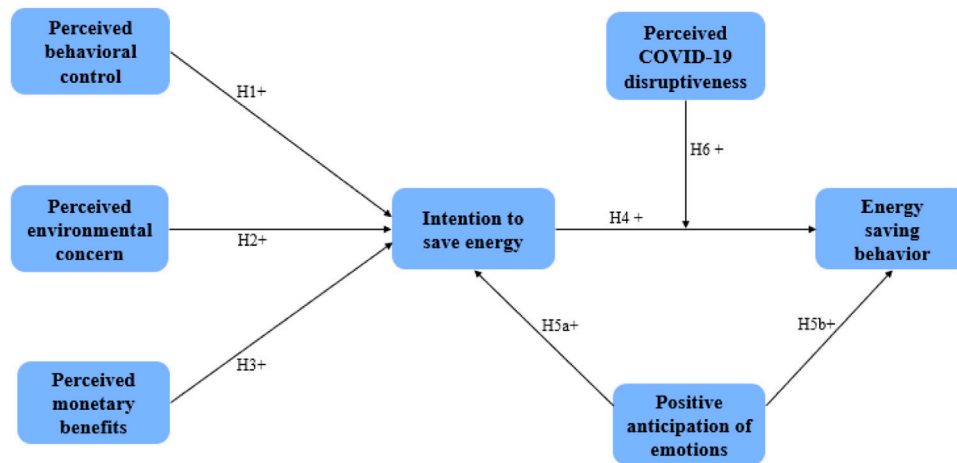 Perceived
behavioral
control
H1+
Perceived
COVID-19
disruptiveness
H6 +
Perceived
environmental
concern
H2+
Intention to
save energy
H4 +
Energy
saving
behavior
H3+
H5a+
H5b+
Perceived
monetary
benefits
Positive
anticipation of
emotions